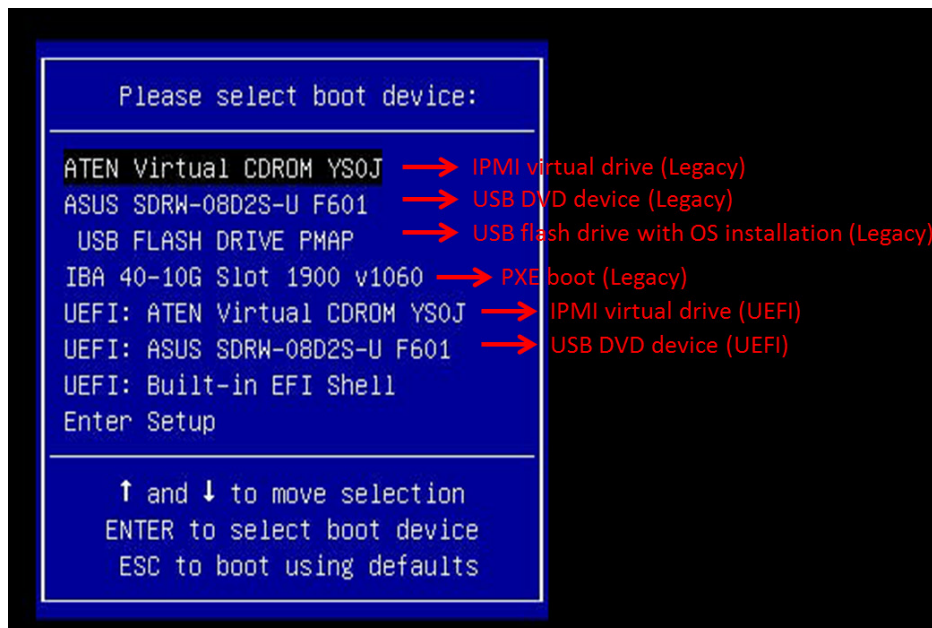 Please select boot device:
ATEN Virtual CDROM YS0J → IPMI virtual drive (Legacy)
ASUS SDRW-08D2S-U F601 → USB DVD device (Legacy)
USB FLASH DRIVE PMAP → USB flash drive with OS installation (Legacy)
IBA 40-10G Slot 1900 v1060 → PXE boot (Legacy)
UEFI: ATEN Virtual CDROM YS0J → IPMI virtual drive (UEFI)
UEFI: ASUS SDRW-08D2S-U F601 → USB DVD device (UEFI)
UEFI: Built-in EFI Shell
Enter Setup
↑ and ↓ to move selection
ENTER to select boot device
ESC to boot using defaults